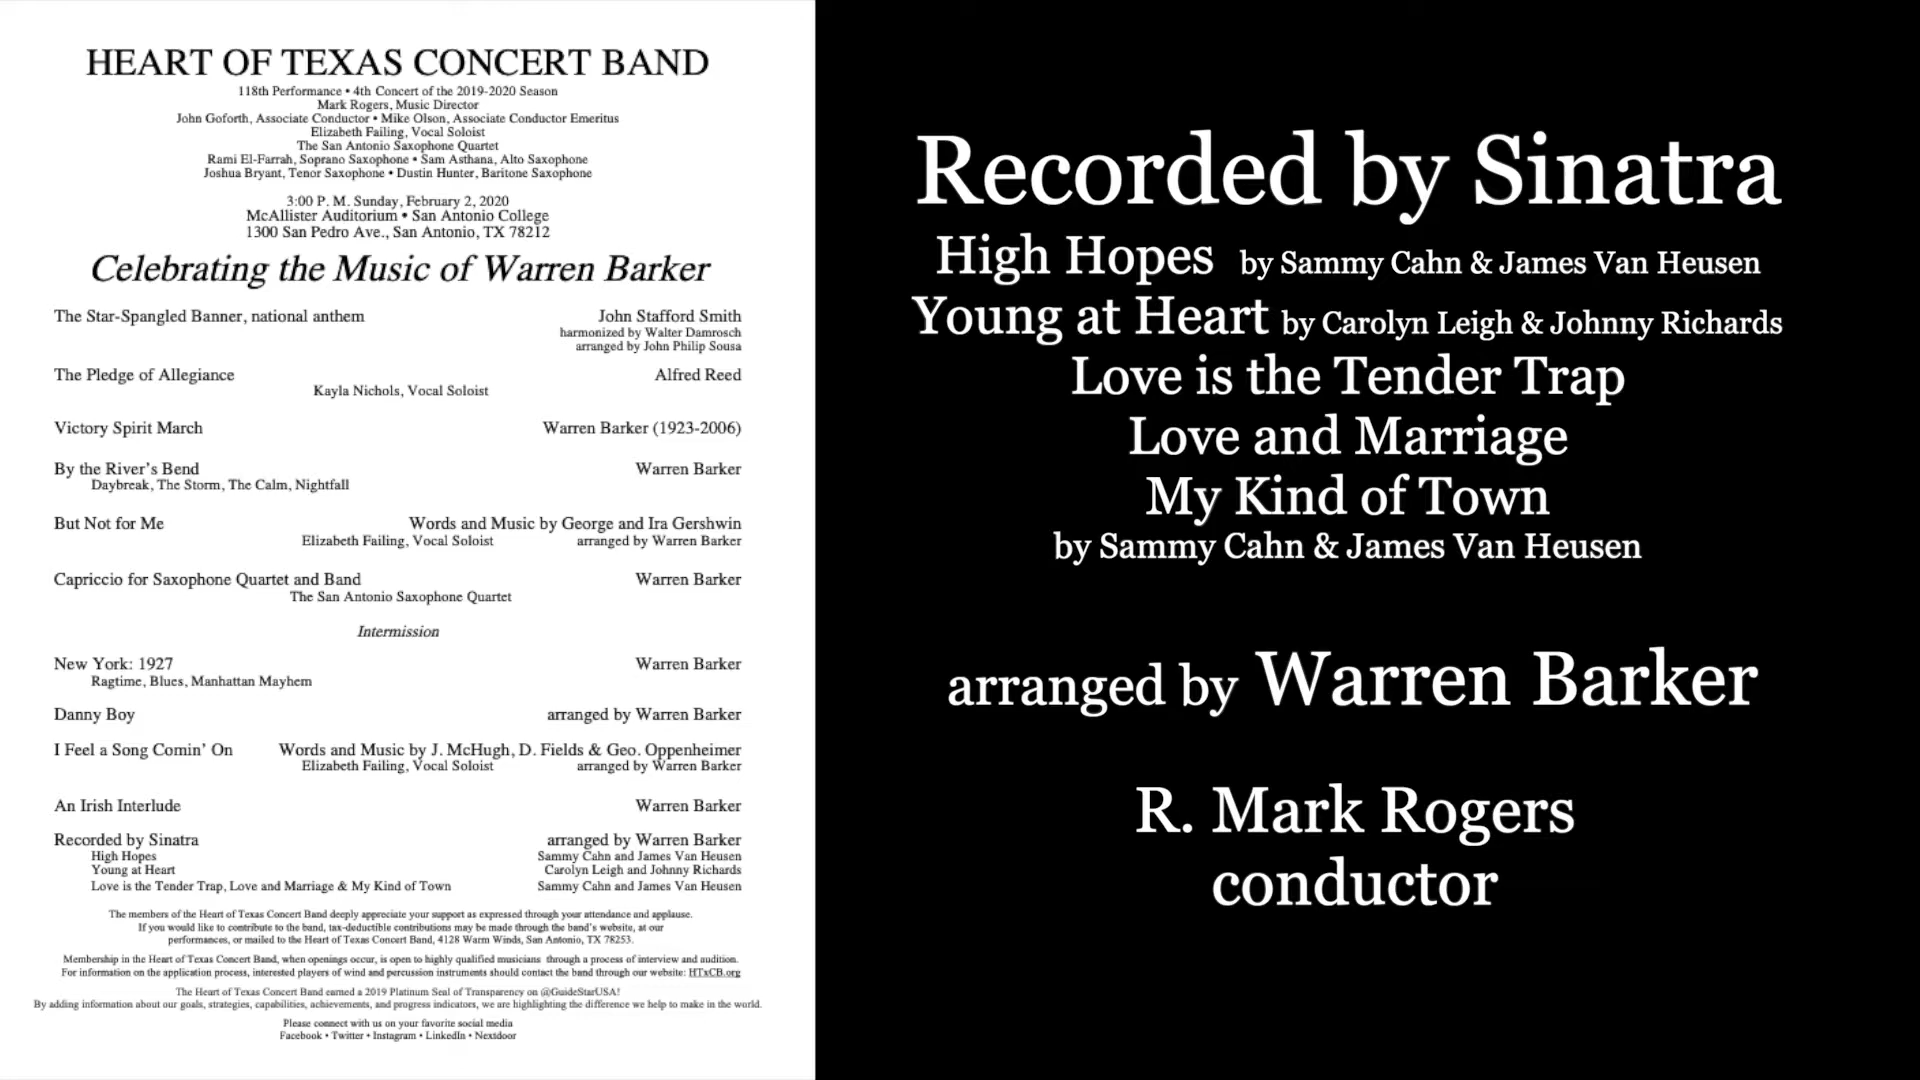 HEART OF TEXAS CONCERT BAND
118th Performance • 4th Concert of the 2019-2020 Season
Mark Rogers, Music Director
John Goforth, Associate Conductor • Mike Olson, Associate Conductor Emeritus
Elizabeth Failing, Vocal Soloist
The San Antonio Saxophone Quartet
Rami El-Farrah, Soprano Saxophone • Sam Asthana, Alto Saxophone
Joshua Bryant, Tenor Saxophone • Dustin Hunter, Baritone Saxophone
3:00 P. M. Sunday, February 2, 2020
McAllister Auditorium • San Antonio College
1300 San Pedro Ave., San Antonio, TX 78212
Celebrating the Music of Warren Barker
The Star-Spangled Banner, national anthem John Stafford Smith
harmonized by Walter Damrosch
arranged by John Philip Sousa
The Pledge of Allegiance Alfred Reed
Kayla Nichols, Vocal Soloist
Victory Spirit March Warren Barker (1923-2006)
By the River's Bend Warren Barker
Daybreak, The Storm, The Calm, Nightfall
But Not for Me Words and Music by George and Ira Gershwin
Elizabeth Failing, Vocal Soloist arranged by Warren Barker
Capriccio for Saxophone Quartet and Band Warren Barker
The San Antonio Saxophone Quartet
Intermission
New York: 1927 Warren Barker
Ragtime, Blues, Manhattan Mayhem
Danny Boy arranged by Warren Barker
I Feel a Song Comin' On Words and Music by J. McHugh, D. Fields & Geo. Oppenheimer
Elizabeth Failing, Vocal Soloist arranged by Warren Barker
An Irish Interlude Warren Barker
Recorded by Sinatra arranged by Warren Barker
High Hopes Sammy Cahn and James Van Heusen
Young at Heart Carolyn Leigh and Johnny Richards
Love is the Tender Trap, Love and Marriage & My Kind of Town Sammy Cahn and James Van Heusen
The members of the Heart of Texas Concert Band deeply appreciate your support as expressed through your attendance and applause.
If you would like to contribute to the band, tax-deductible contributions may be made through the band's website, at our
performances, or mailed to the Heart of Texas Concert Band, 4128 Warm Winds, San Antonio, TX 78253.
Membership in the Heart of Texas Concert Band, when openings occur, is open to highly qualified musicians through a process of interview and audition.
For information on the application process, interested players of wind and percussion instruments should contact the band through our website: HTxCB.org
The Heart of Texas Concert Band earned a 2019 Platinum Seal of Transparency on @GuideStarUSA!
By adding information about our goals, strategies, capabilities, achievements, and progress indicators, we are highlighting the difference we help to make in the world.
Please connect with us on your favorite social media
Facebook • Twitter • Instagram • LinkedIn • Nextdoor
Recorded by Sinatra
High Hopes by Sammy Cahn & James Van Heusen
Young at Heart by Carolyn Leigh & Johnny Richards
Love is the Tender Trap
Love and Marriage
My Kind of Town
by Sammy Cahn & James Van Heusen
arranged by Warren Barker
R. Mark Rogers
conductor